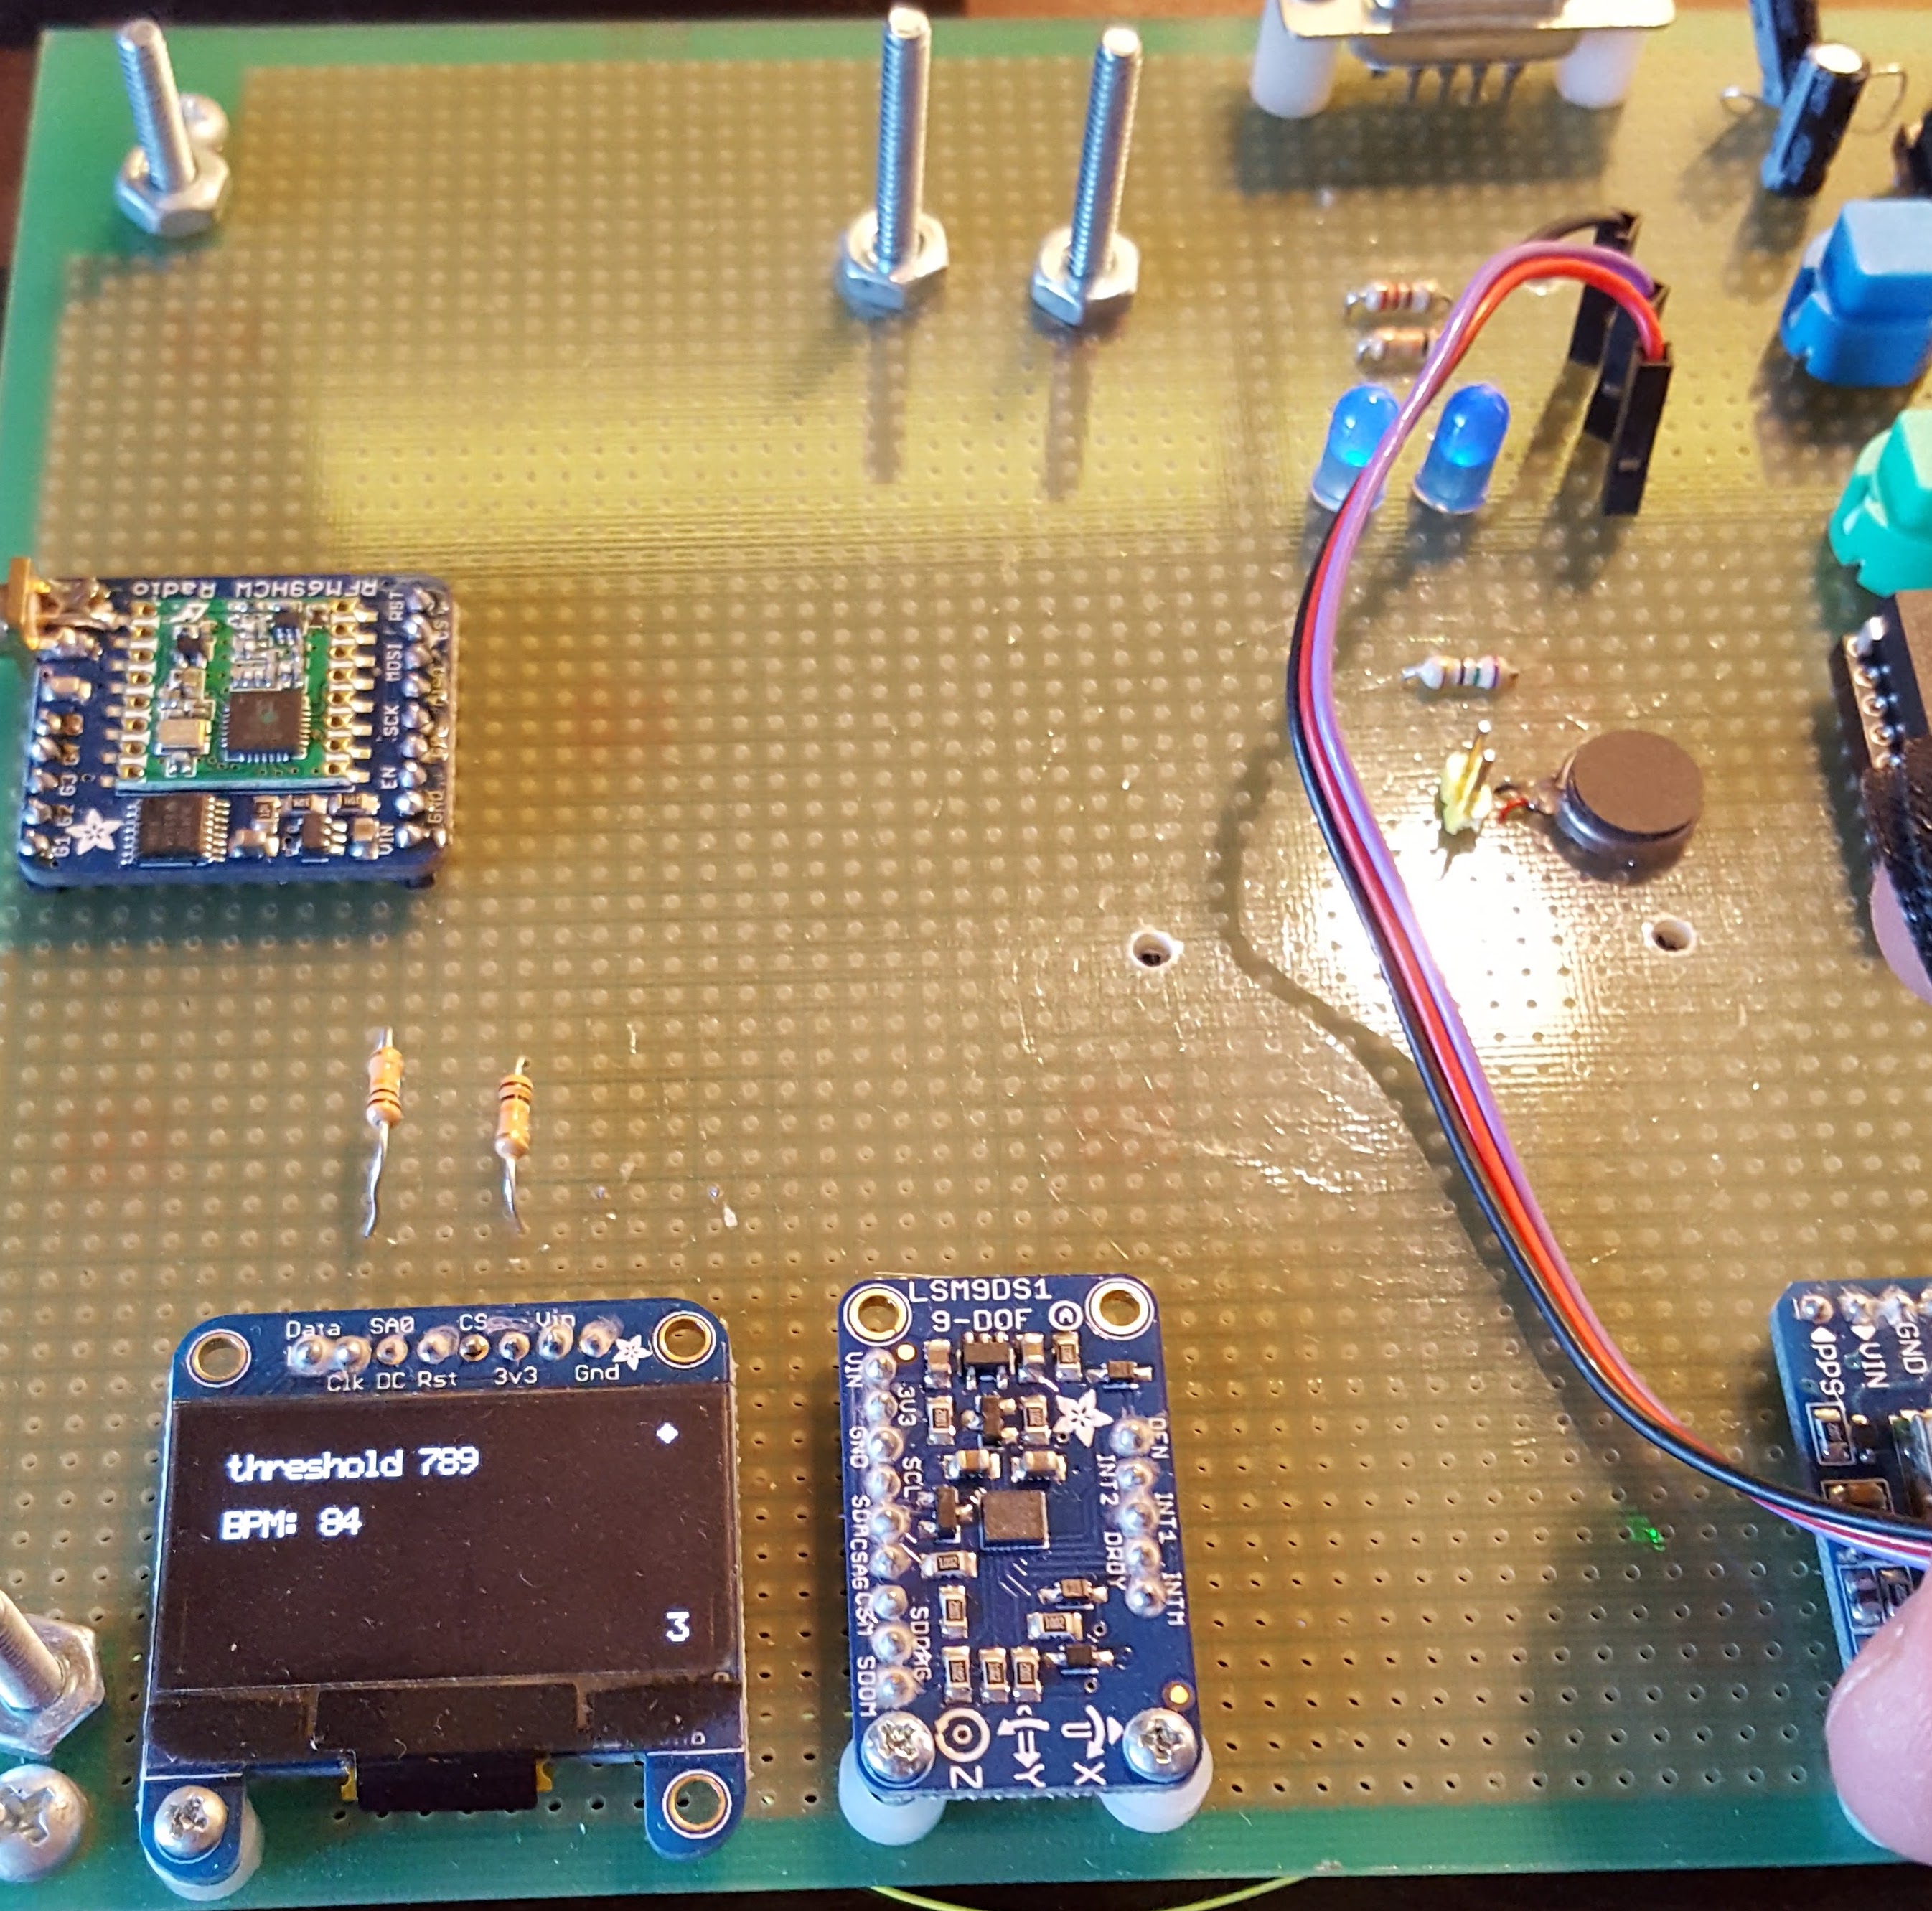 RFM69HCW Radio
RST
MOSI
SCK
EN
VIN
GND
G3
G2
G1
Data SA0 CS Vin
Clk DC Rst 3v3 Gnd
threshold 789
BPM: 84
3
LSM9DS1
9-DOF
VIN
3V3
GND
SCL
SDA
CSAG
CSM
SDOAG
SDOM
DEN
INT2
INT1
DRDY
INTM
Z Y X
PPS
VIN
GND